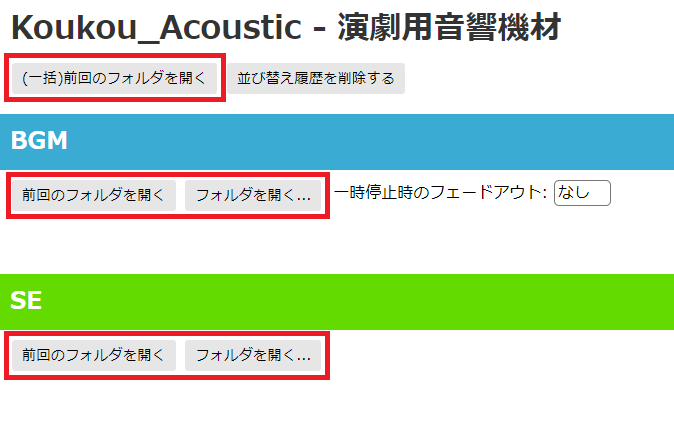 Koukou_Acoustic - 演劇用音響機材
(一括)前回のフォルダを開く 並び替え履歴を削除する
BGM
前回のフォルダを開く フォルダを開く... 一時停止時のフェードアウト: なし
SE
前回のフォルダを開く フォルダを開く...